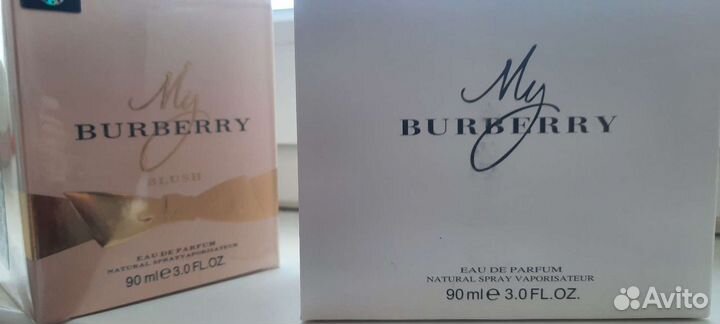 My
BURBERRY
BLUSH
EAU DE PARFUM
NATURAL SPRAY VAPORISATEUR
90 ml e 3.0 FL.OZ.
My
BURBERRY
EAU DE PARFUM
NATURAL SPRAY VAPORISATEUR
90 ml e 3.0 FL.OZ.
Avito